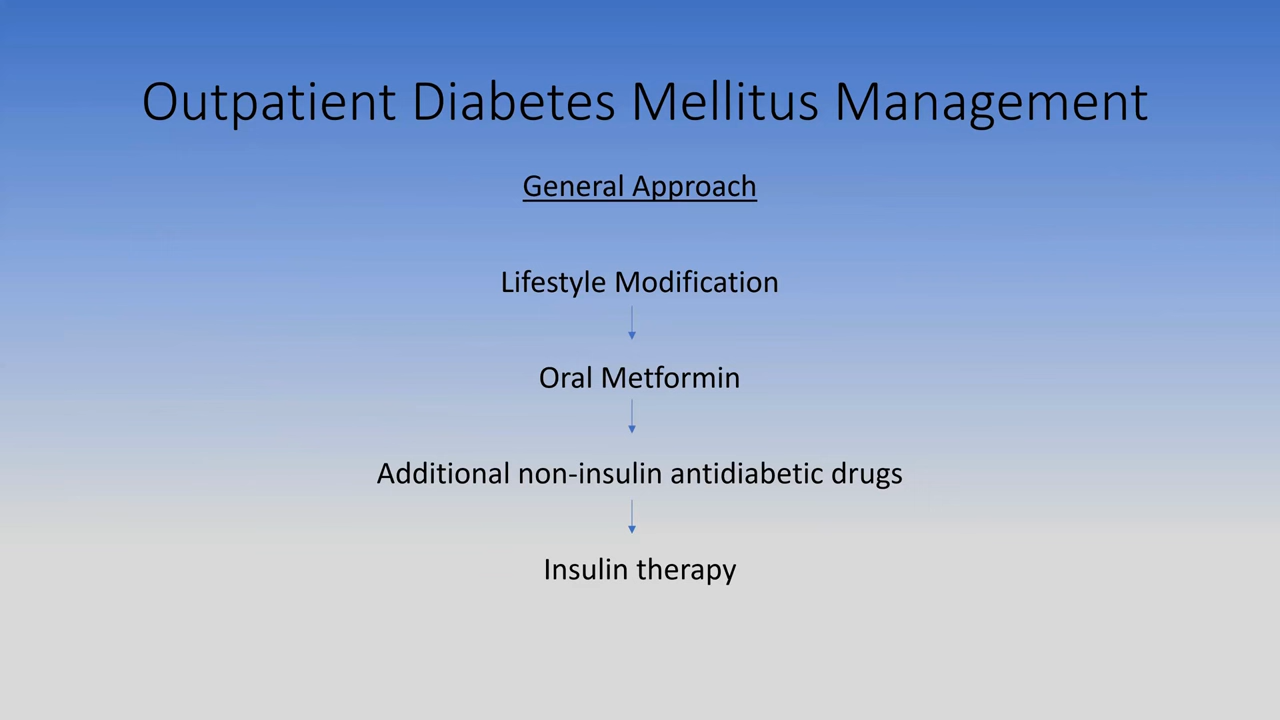 Outpatient Diabetes Mellitus Management
General Approach
Lifestyle Modification
Oral Metformin
Additional non-insulin antidiabetic drugs
Insulin therapy